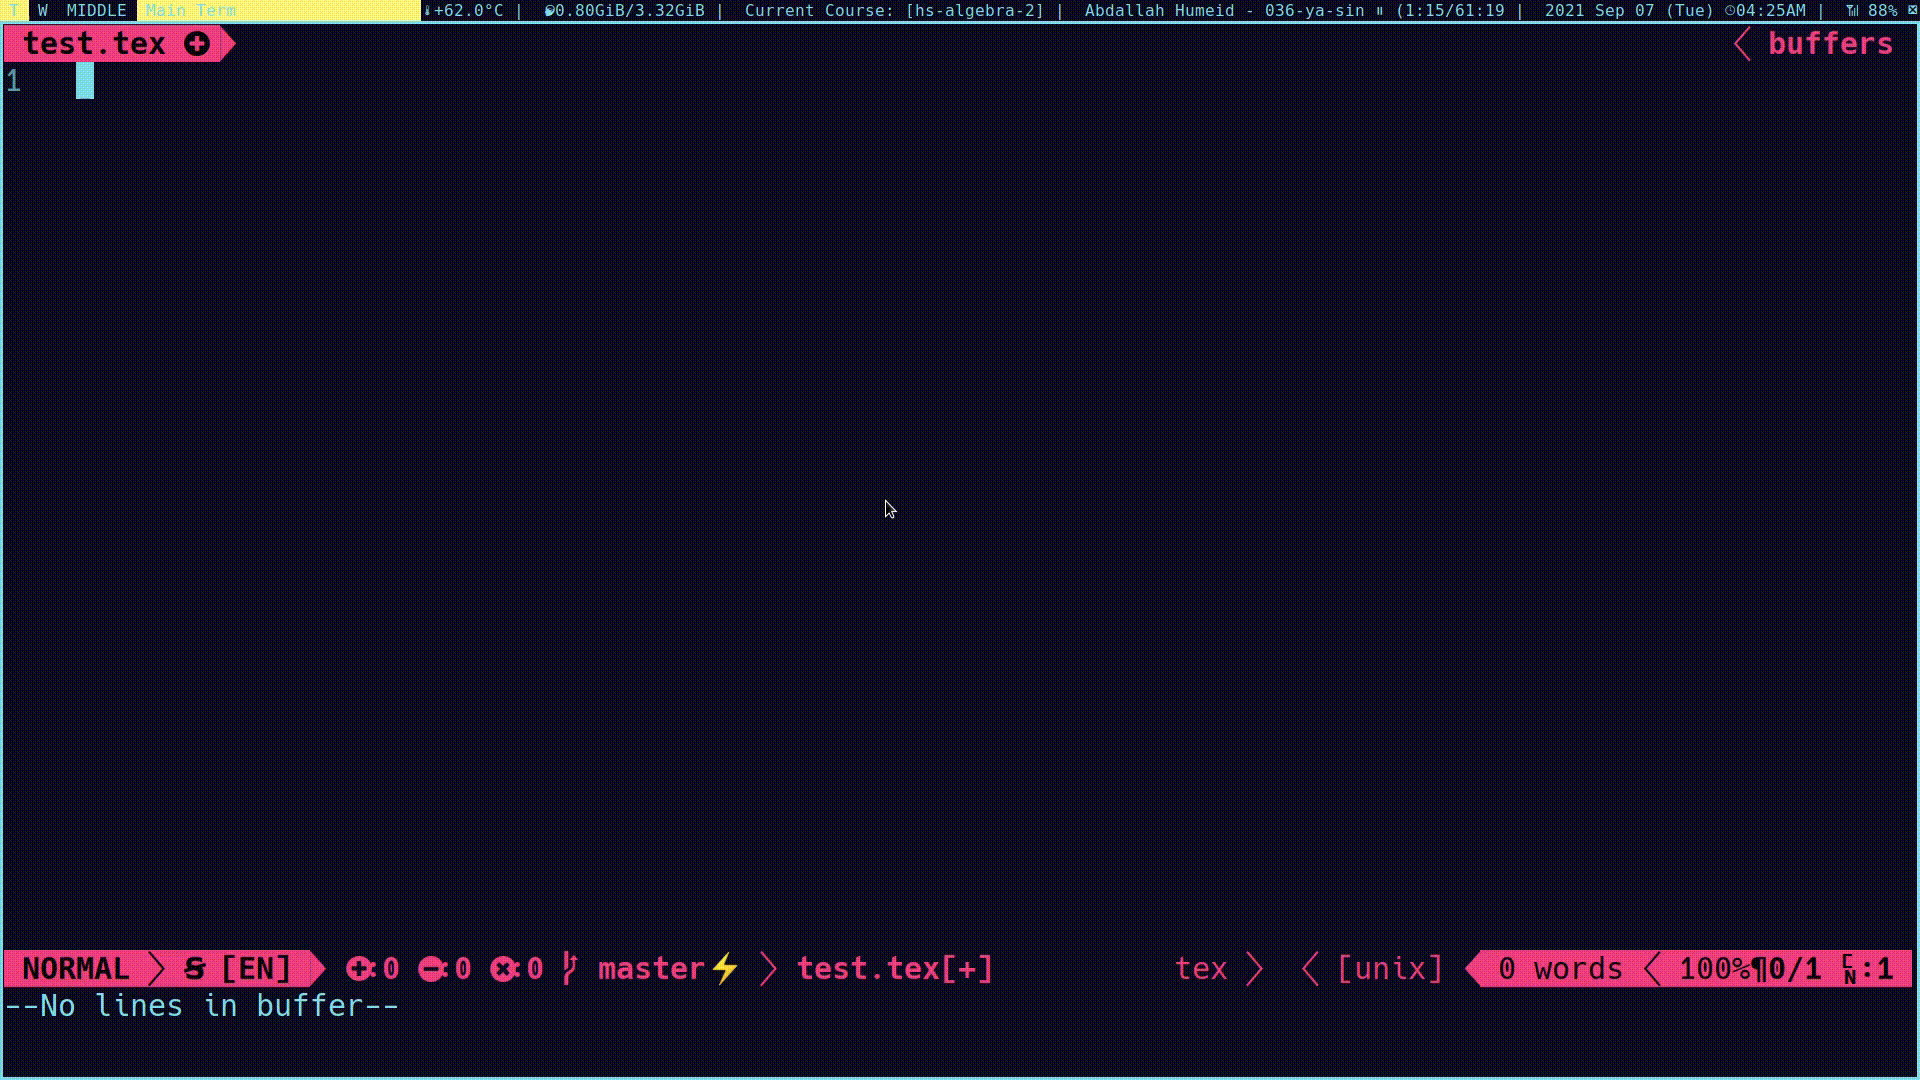 T W MIDDLE Main Term +62.0°C | 0.80GiB/3.32GiB | Current Course: [hs-algebra-2] | Abdallah Humeid - 036-ya-sin ⏸ (1:15/61:19 | 2021 Sep 07 (Tue) 04:25AM | 88%
test.tex buffers
1
NORMAL S [EN] :0 :0 :0 master⚡ test.tex[+] tex [unix] 0 words 100%¶0/1 ␤:1
--No lines in buffer--